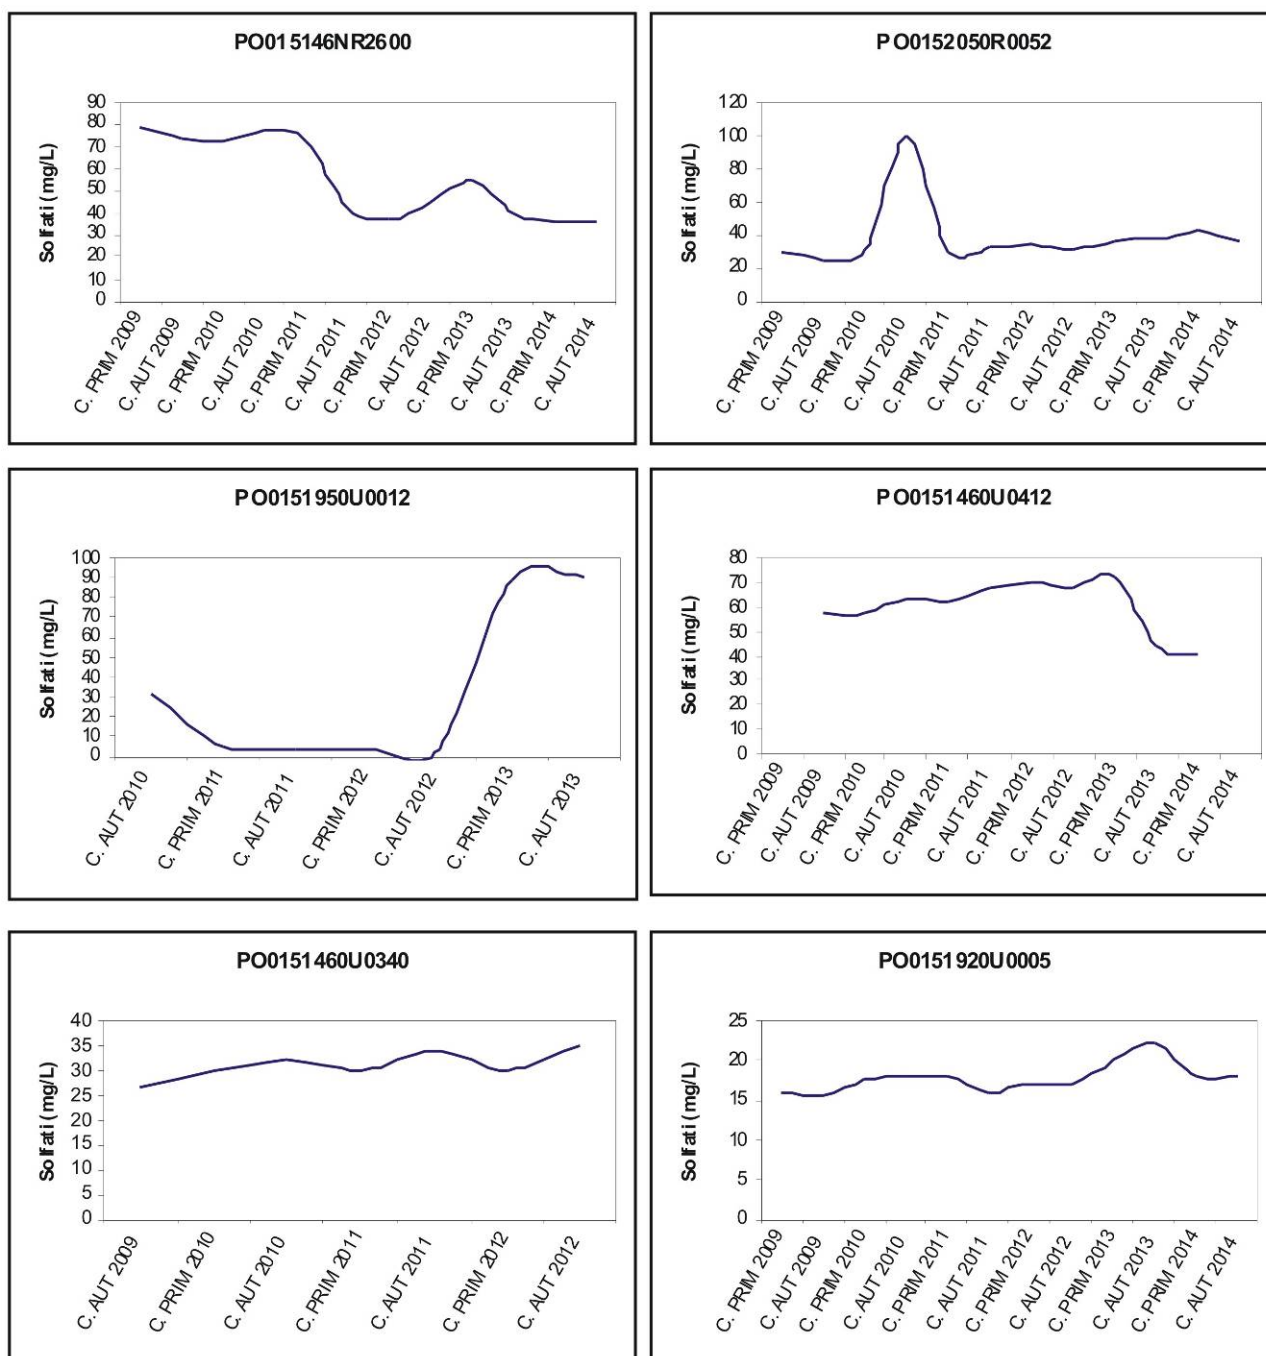 PO015146NR2600
90
80
70
60
50
40
30
20
10
0
Solfati (mg/L)
C. PRIM 2009
C. AUT 2009
C. PRIM 2010
C. AUT 2010
C. PRIM 2011
C. AUT 2011
C. PRIM 2012
C. AUT 2012
C. PRIM 2013
C. AUT 2013
C. PRIM 2014
C. AUT 2014
PO0152050R0052
120
100
80
60
40
20
0
Solfati (mg/L)
C. PRIM 2009
C. AUT 2009
C. PRIM 2010
C. AUT 2010
C. PRIM 2011
C. AUT 2011
C. PRIM 2012
C. AUT 2012
C. PRIM 2013
C. AUT 2013
C. PRIM 2014
C. AUT 2014
PO0151950U0012
100
90
80
70
60
50
40
30
20
10
0
Solfati (mg/L)
C. AUT 2010
C. PRIM 2011
C. AUT 2011
C. PRIM 2012
C. AUT 2012
C. PRIM 2013
C. AUT 2013
PO0151460U0412
80
70
60
50
40
30
20
10
0
Solfati (mg/L)
C. PRIM 2009
C. AUT 2009
C. PRIM 2010
C. AUT 2010
C. PRIM 2011
C. AUT 2011
C. PRIM 2012
C. AUT 2012
C. PRIM 2013
C. AUT 2013
C. PRIM 2014
C. AUT 2014
PO0151460U0340
40
35
30
25
20
15
10
5
0
Solfati (mg/L)
C. AUT 2009
C. PRIM 2010
C. AUT 2010
C. PRIM 2011
C. AUT 2011
C. PRIM 2012
C. AUT 2012
PO0151920U0005
25
20
15
10
5
0
Solfati (mg/L)
C. PRIM 2009
C. AUT 2009
C. PRIM 2010
C. AUT 2010
C. PRIM 2011
C. AUT 2011
C. PRIM 2012
C. AUT 2012
C. PRIM 2013
C. AUT 2013
C. PRIM 2014
C. AUT 2014